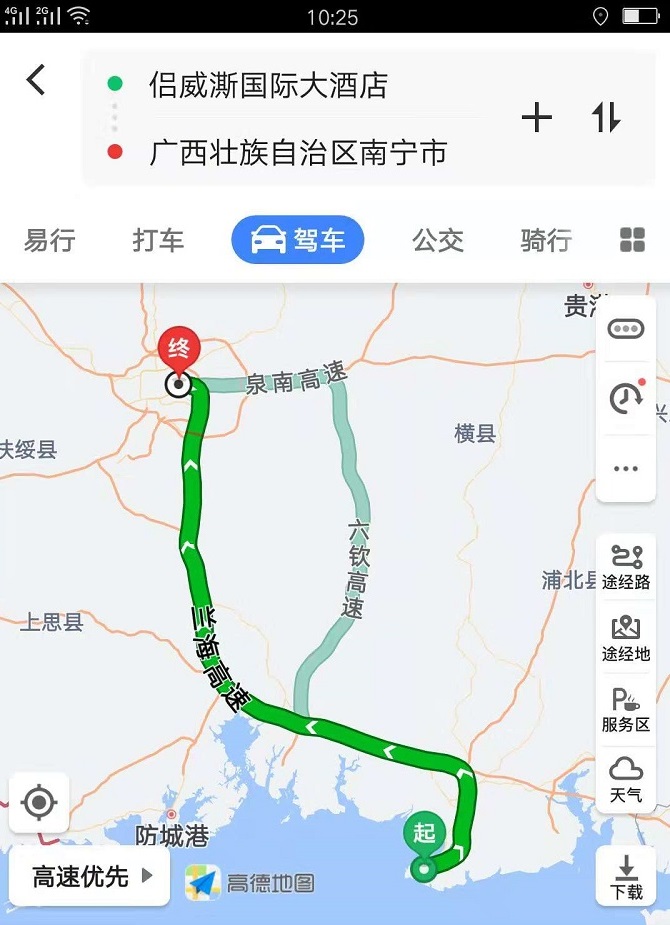 4G 2G 10:25
侣威澌国际大酒店
广西壮族自治区南宁市
易行 打车 驾车 公交 骑行
贵
终
泉南高速
横县
扶绥县
六钦高速
浦北县
途经路
上思县
兰海高速
途经地
服务区
天气
起
防城港
高速优先
高德地图
下载